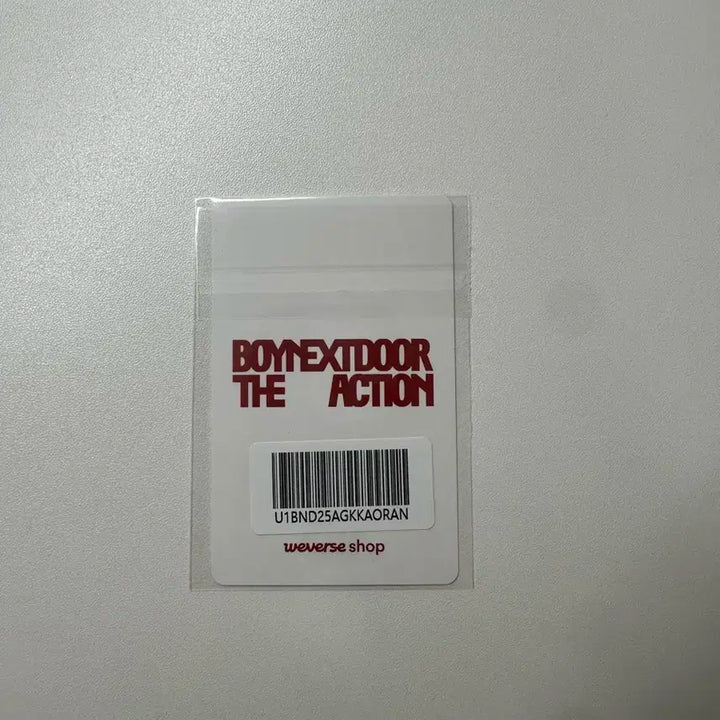 BOYNEXTDOOR
THE ACTION
U1BND25AGKKAORAN
weverse shop